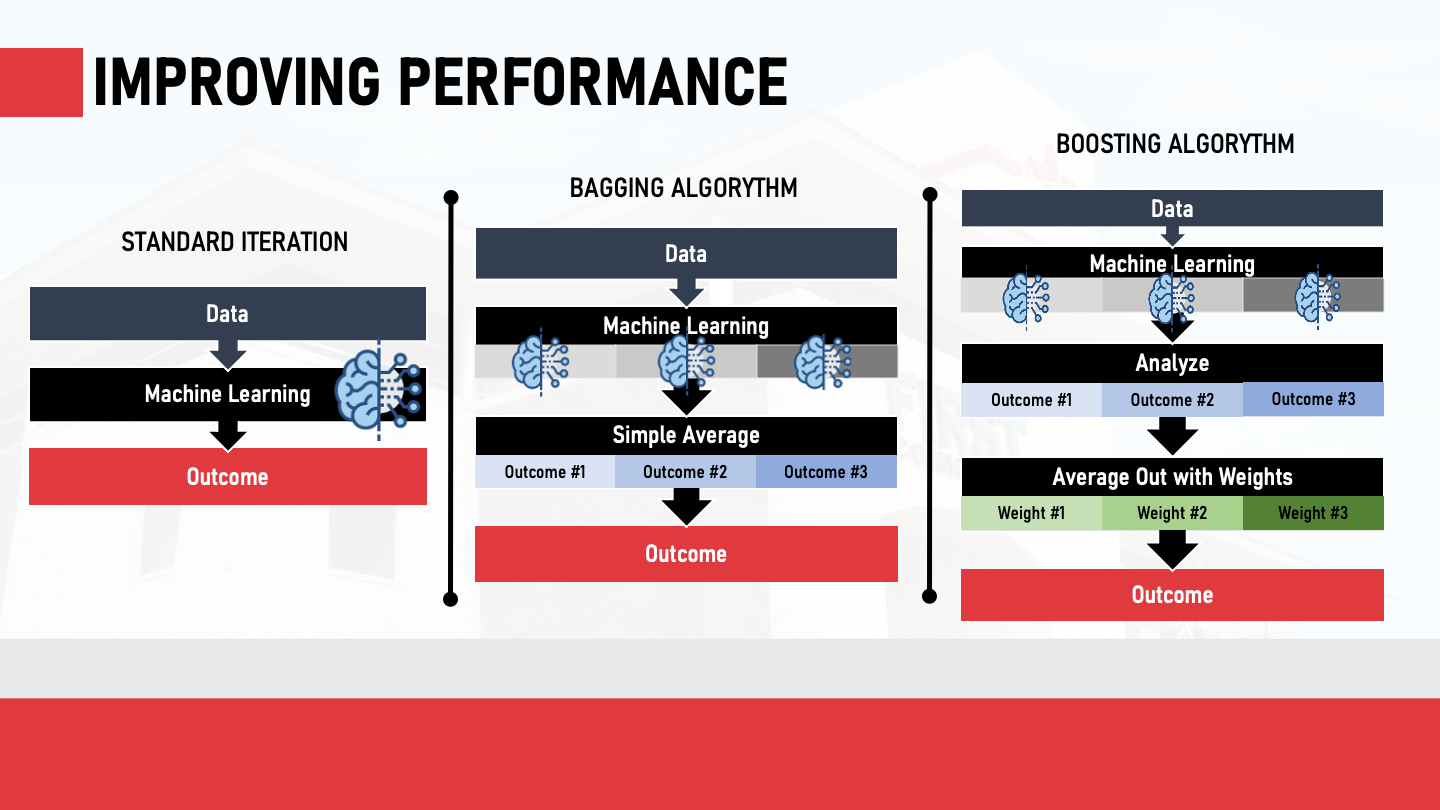 IMPROVING PERFORMANCE
STANDARD ITERATION
Data
Machine Learning
Outcome
BAGGING ALGORYTHM
Data
Machine Learning
Simple Average
Outcome #1 Outcome #2 Outcome #3
Outcome
BOOSTING ALGORYTHM
Data
Machine Learning
Analyze
Outcome #1 Outcome #2 Outcome #3
Average Out with Weights
Weight #1 Weight #2 Weight #3
Outcome